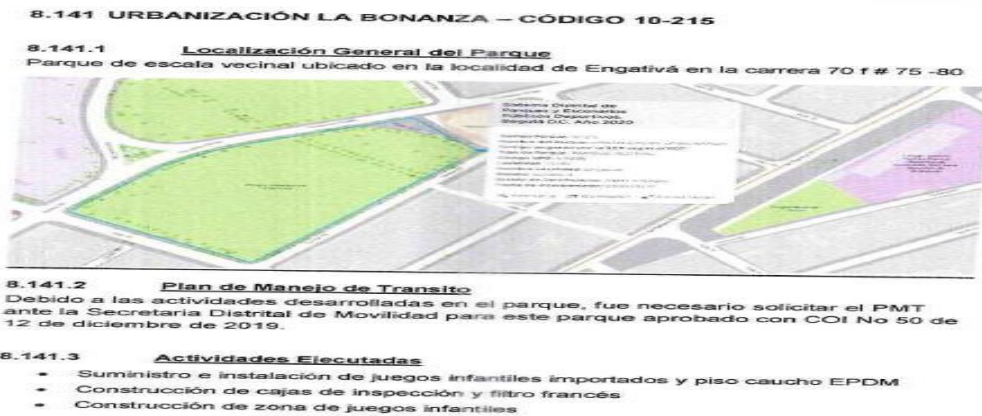 8.141 URBANIZACIÓN LA BONANZA – CÓDIGO 10-215
8.141.1 Localización General del Parque
Parque de escala vecinal ubicado en la localidad de Engativá en la carrera 70 f # 75 -80
Sistema Distrital de
Parques y Escenarios
Públicos Deportivos.
Bogotá D.C. Año 2020
8.141.2 Plan de Manejo de Transito
Debido a las actividades desarrolladas en el parque, fue necesario solicitar el PMT
ante la Secretaria Distrital de Movilidad para este parque aprobado con COI No 50 de
12 de diciembre de 2019.
8.141.3 Actividades Ejecutadas
• Suministro e instalación de juegos infantiles importados y piso caucho EPDM
• Construcción de cajas de inspección y filtro francés
• Construcción de zona de juegos infantiles